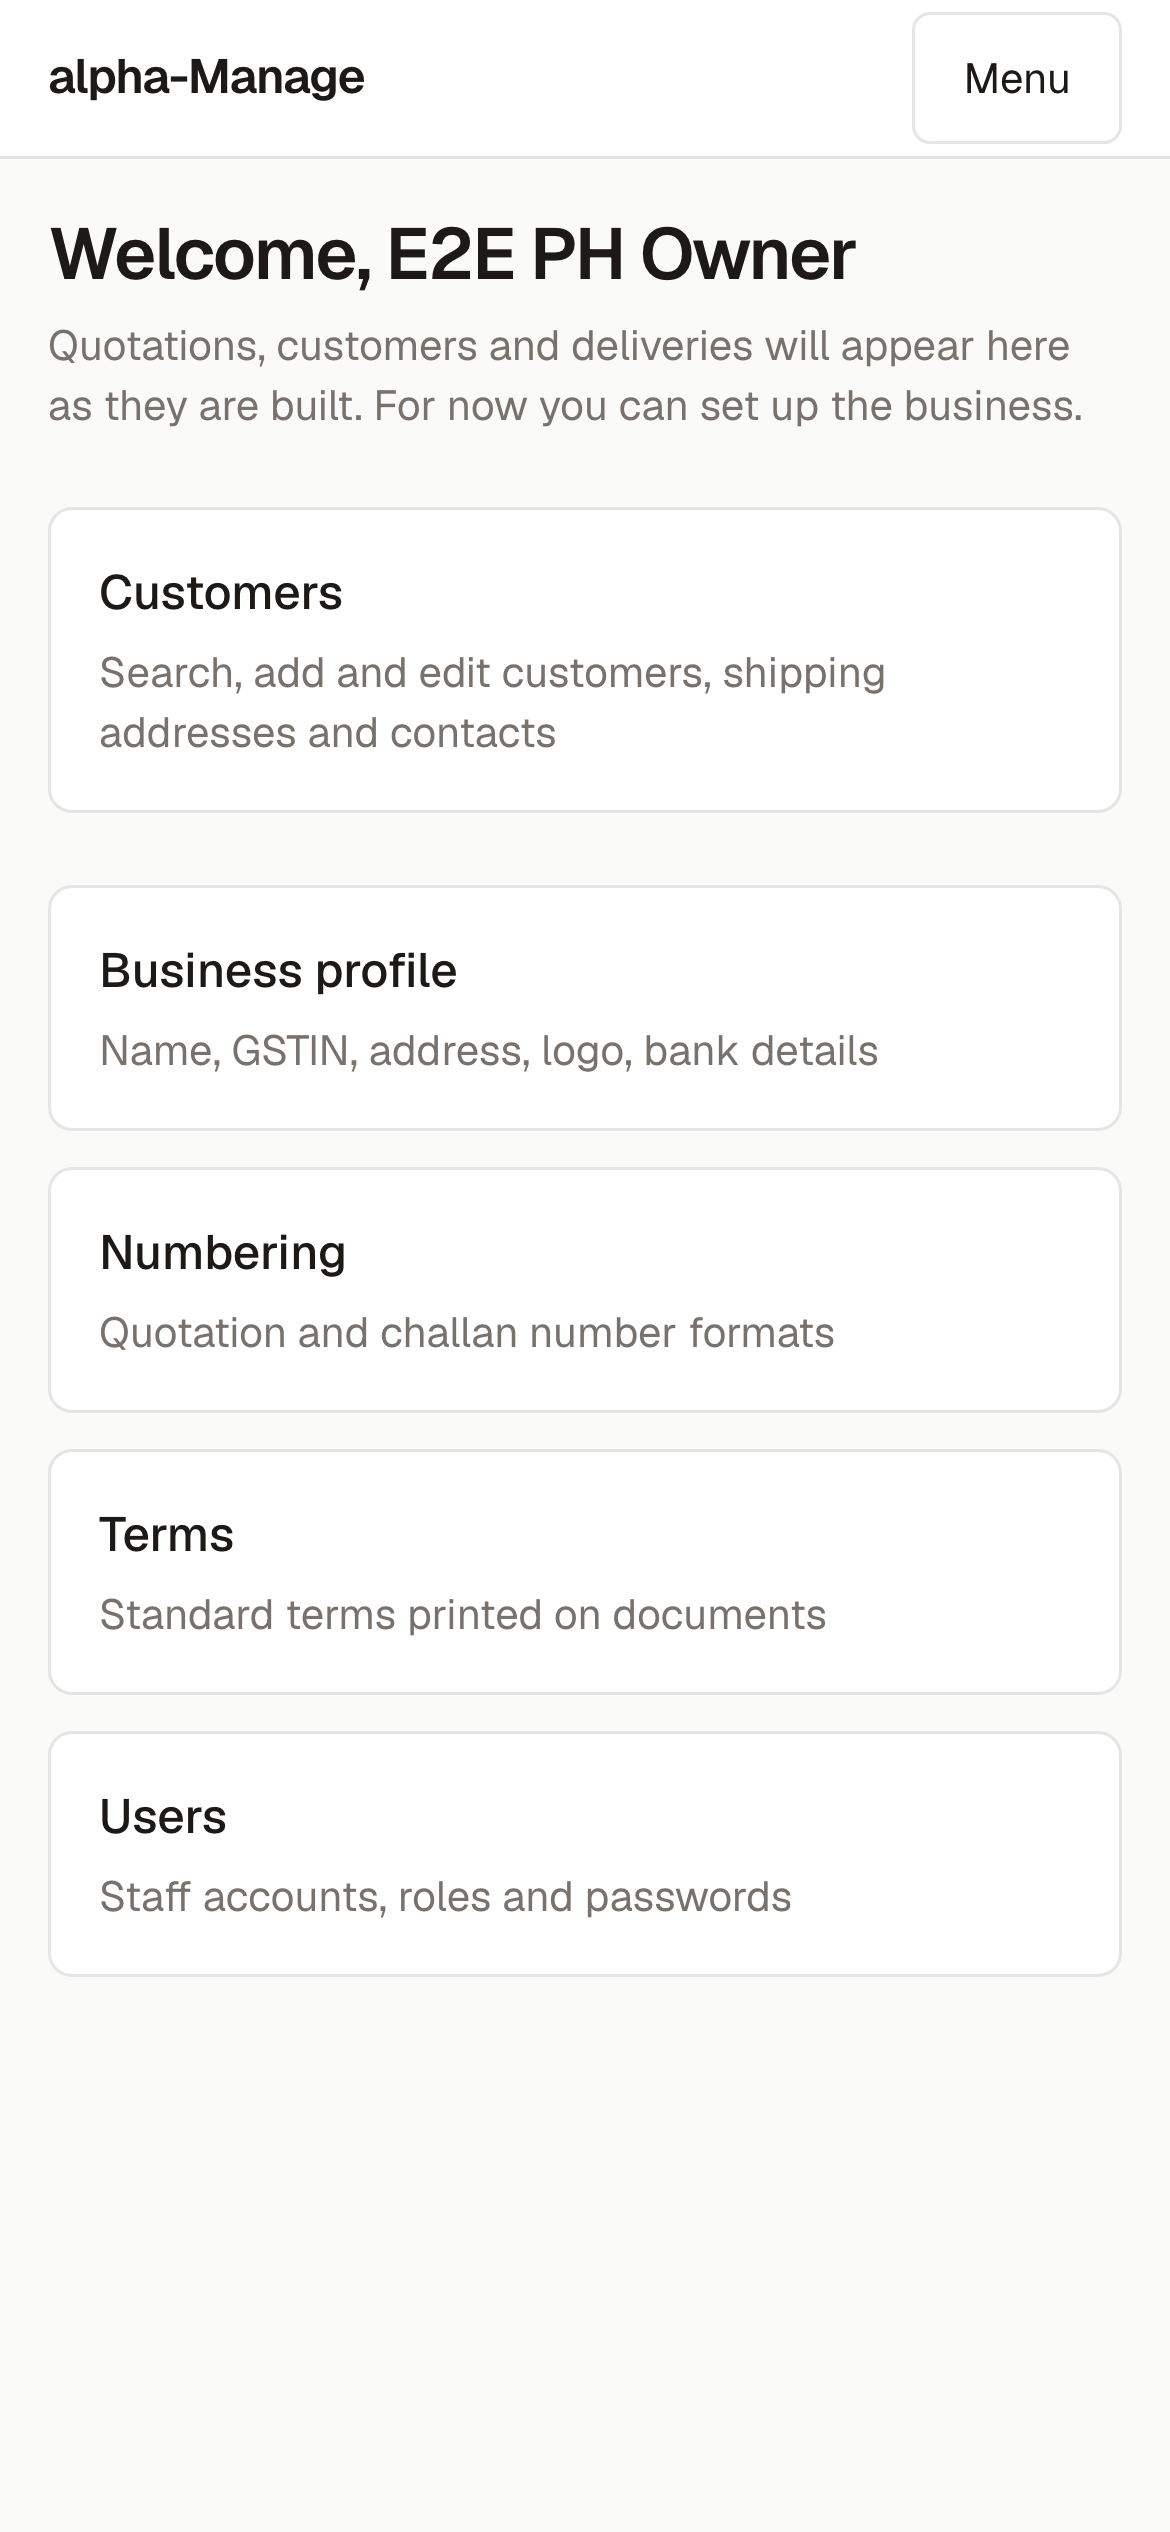 alpha-Manage
Menu
Welcome, E2E PH Owner
Quotations, customers and deliveries will appear here
as they are built. For now you can set up the business.
Customers
Search, add and edit customers, shipping
addresses and contacts
Business profile
Name, GSTIN, address, logo, bank details
Numbering
Quotation and challan number formats
Terms
Standard terms printed on documents
Users
Staff accounts, roles and passwords